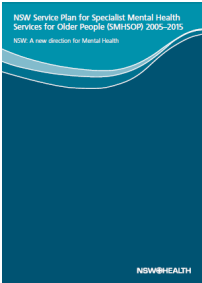 NSW Service Plan for Specialist Mental Health
Services for Older People (SMHSOP) 2005–2015
NSW: A new direction for Mental Health
NSW HEALTH